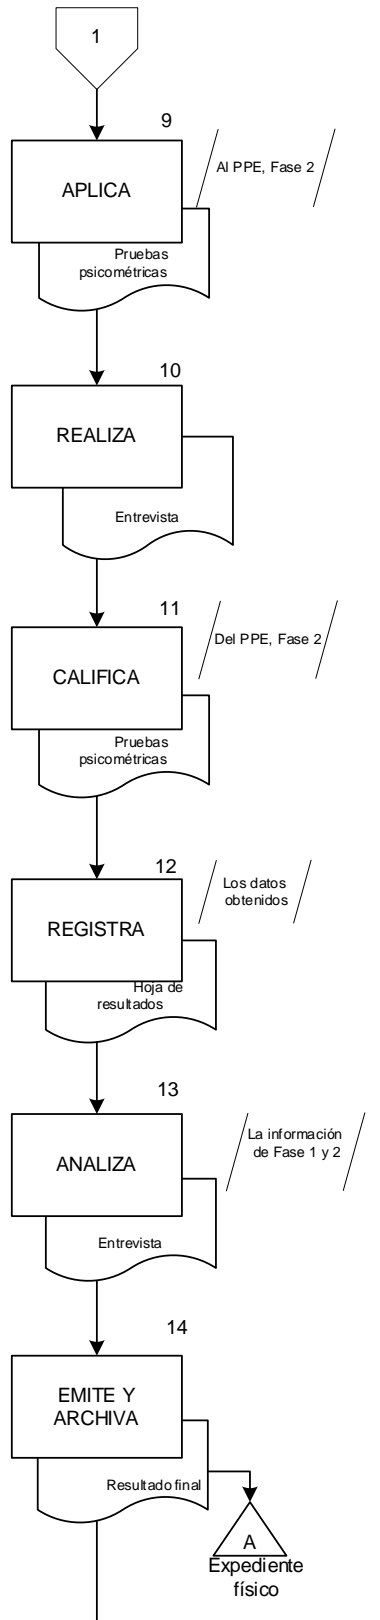 1
9
APLICA
Al PPE, Fase 2
Pruebas
psicométricas
10
REALIZA
Entrevista
11
CALIFICA
Del PPE, Fase 2
Pruebas
psicométricas
12
REGISTRA
Los datos
obtenidos
Hoja de
resultados
13
ANALIZA
La información
de Fase 1 y 2
Entrevista
14
EMITE Y
ARCHIVA
Resultado final
A
Expediente
físico